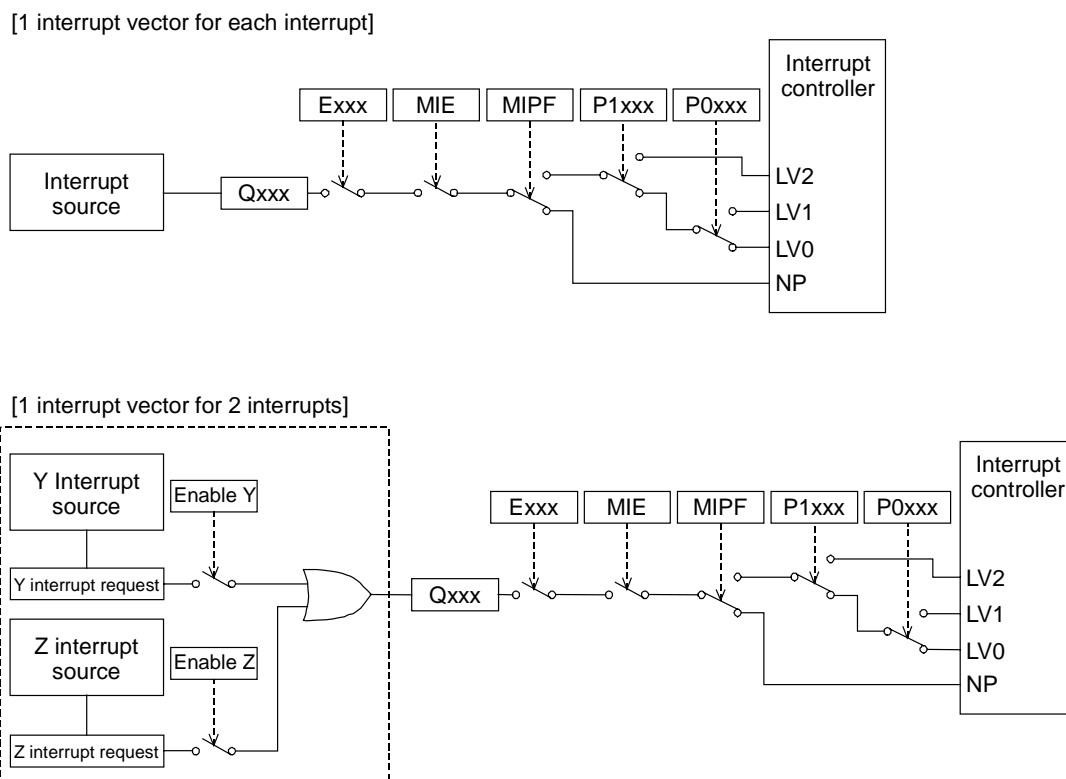 [1 interrupt vector for each interrupt]
Interrupt
controller
Exxx
MIE
MIPF
P1xxx
P0xxx
Interrupt
source
Qxxx
LV2
LV1
LV0
NP
[1 interrupt vector for 2 interrupts]
Y Interrupt
source
Enable Y
Y interrupt request
Z interrupt
source
Enable Z
Z interrupt request
Qxxx
Exxx
MIE
MIPF
P1xxx
P0xxx
Interrupt
controller
LV2
LV1
LV0
NP